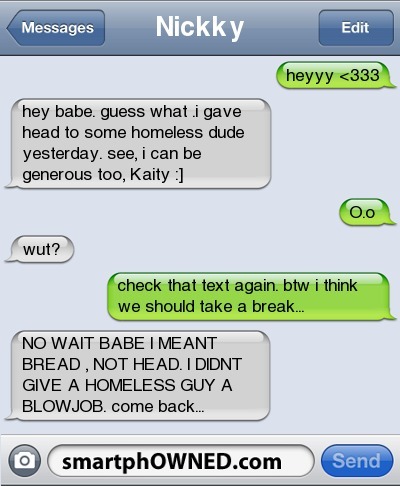 Messages
Nickky
Edit
heyyy <333
hey babe. guess what .i gave
head to some homeless dude
yesterday. see, i can be
generous too, Kaity :]
O.o
wut?
check that text again. btw i think
we should take a break...
NO WAIT BABE I MEANT
BREAD , NOT HEAD. I DIDNT
GIVE A HOMELESS GUY A
BLOWJOB. come back...
smartphOWNED.com
Send